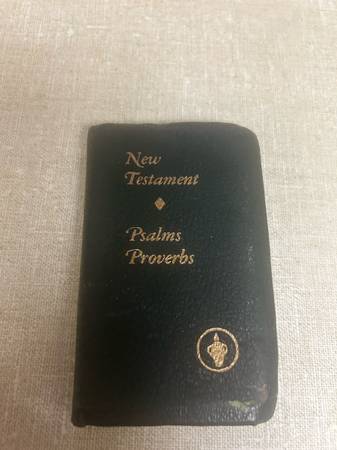 New
Testament
Psalms
Proverbs